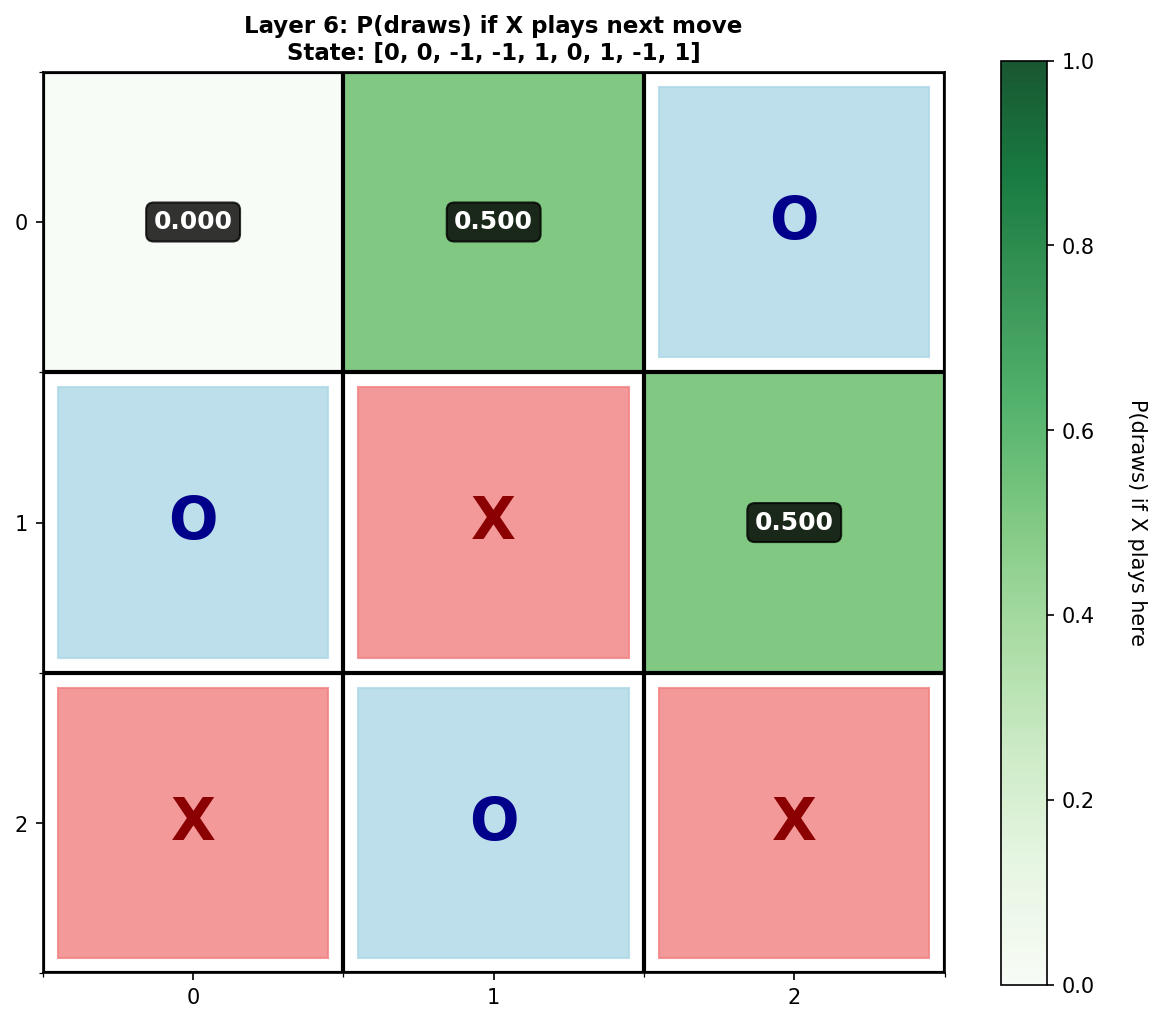 Layer 6: P(draws) if X plays next move
State: [0, 0, -1, -1, 1, 0, 1, -1, 1]
0.000
0.500
O
O
X
0.500
X
O
X
0
1
2
0
1
2
1.0
0.8
0.6
0.4
0.2
0.0
P(draws) if X plays here